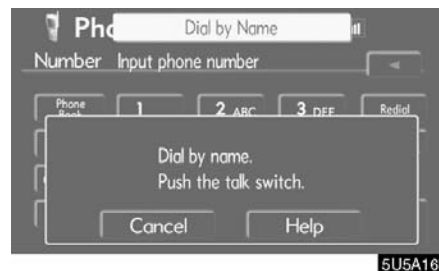 Pho
Dial by Name
Number Input phone number
Phone Book 1 2 ABC 3 DEF Redial
Dial by name.
Push the talk switch.
Cancel Help
5U5A16